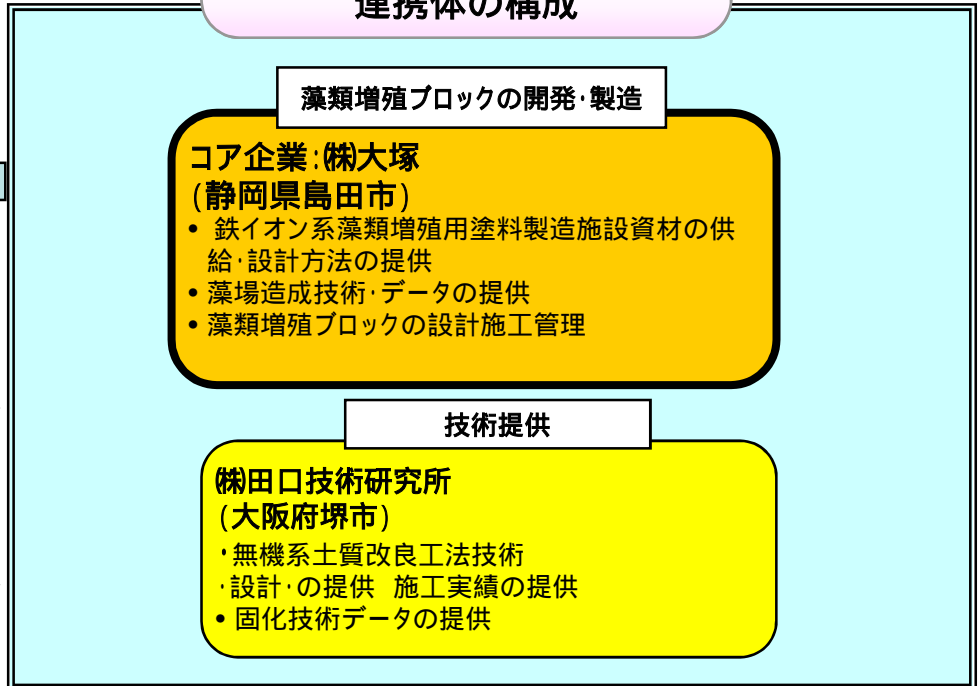 連携体の構成
藻類増殖ブロックの開発・製造
コア企業:㈱大塚
(静岡県島田市)
• 鉄イオン系藻類増殖用塗料製造施設資材の供
給・設計方法の提供
• 藻場造成技術・データの提供
• 藻類増殖ブロックの設計施工管理
技術提供
㈱田口技術研究所
(大阪府堺市)
・無機系土質改良工法技術
・設計・の提供 施工実績の提供
• 固化技術データの提供